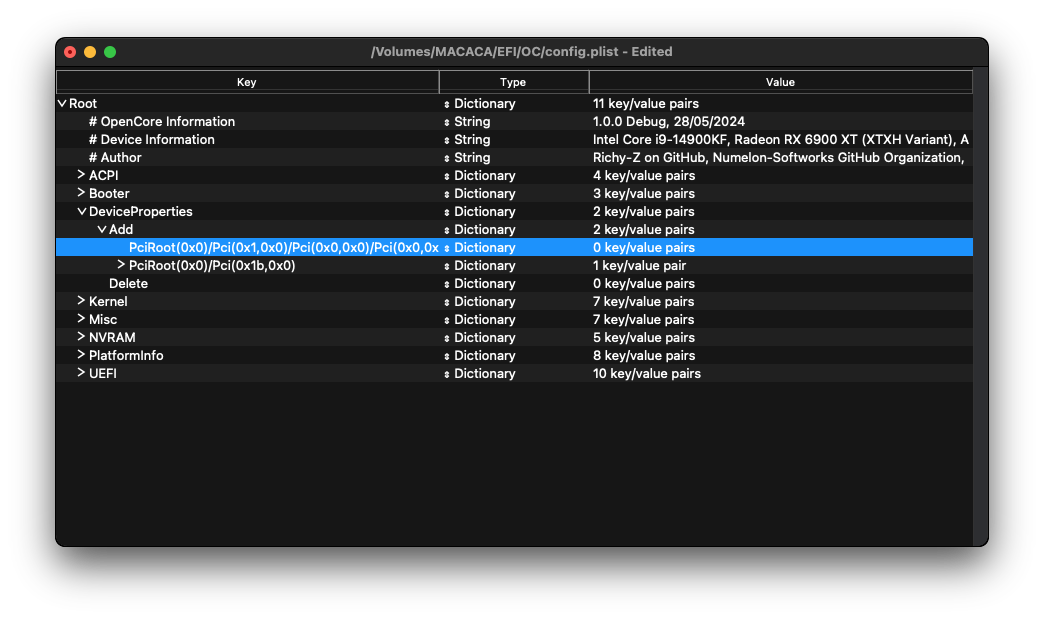 /Volumes/MACACA/EFI/OC/config.plist - Edited
Key Type Value
Root Dictionary 11 key/value pairs
# OpenCore Information String 1.0.0 Debug, 28/05/2024
# Device Information String Intel Core i9-14900KF, Radeon RX 6900 XT (XTXH Variant), A
# Author String Richy-Z on GitHub, Numelon-Softworks GitHub Organization,
ACPI Dictionary 4 key/value pairs
Booter Dictionary 3 key/value pairs
DeviceProperties Dictionary 2 key/value pairs
Add Dictionary 2 key/value pairs
PciRoot(0x0)/Pci(0x1,0x0)/Pci(0x0,0x0)/Pci(0x0,0x Dictionary 0 key/value pairs
PciRoot(0x0)/Pci(0x1b,0x0) Dictionary 1 key/value pair
Delete Dictionary 0 key/value pairs
Kernel Dictionary 7 key/value pairs
Misc Dictionary 7 key/value pairs
NVRAM Dictionary 5 key/value pairs
PlatformInfo Dictionary 8 key/value pairs
UEFI Dictionary 10 key/value pairs